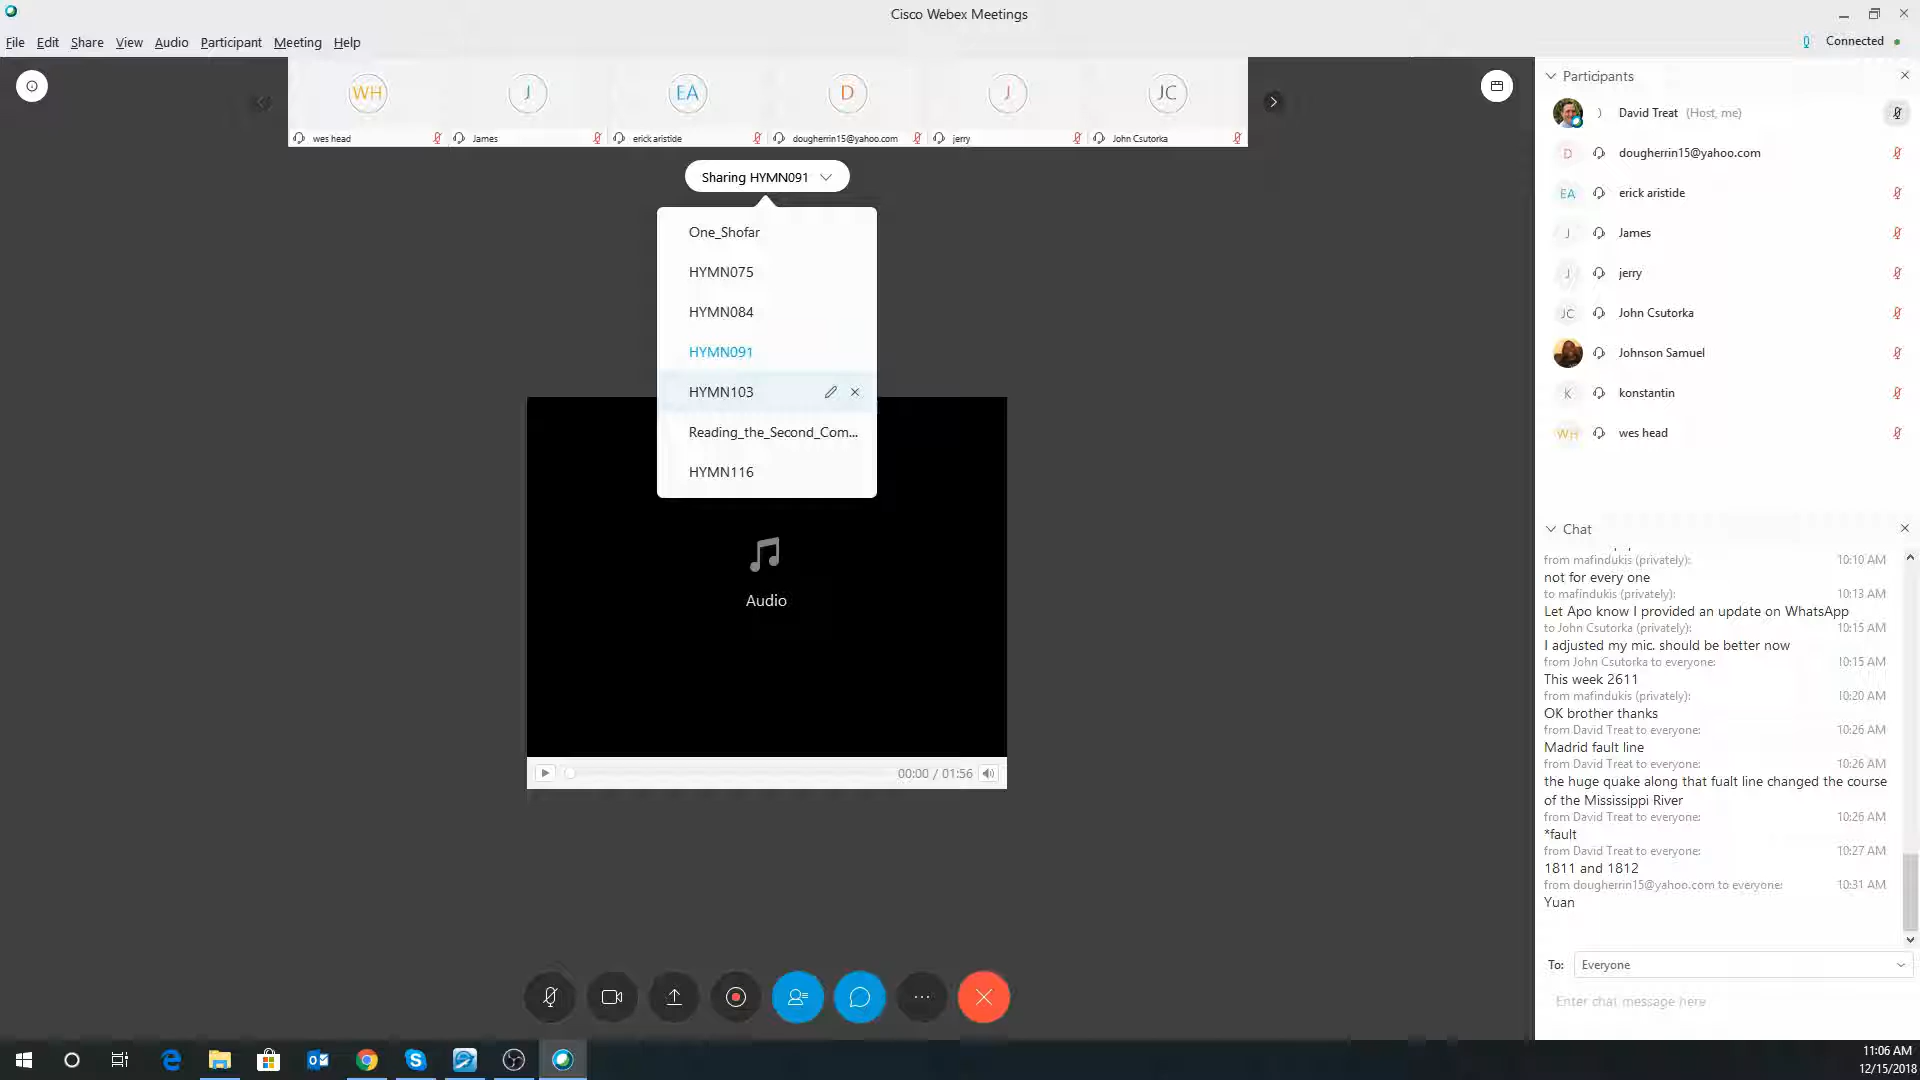 Cisco Webex Meetings
File Edit Share View Audio Participant Meeting Help
Connected
WH J EA D J JC
wes head James erick aristide dougherrin15@yahoo.com jerry John Csutorka
Sharing HYMN091
One_Shofar
HYMN075
HYMN084
HYMN091
HYMN103
Reading_the_Second_Com...
HYMN116
Audio
00:00 / 01:56
Participants
David Treat (Host, me)
D dougherrin15@yahoo.com
EA erick aristide
J James
J jerry
JC John Csutorka
Johnson Samuel
K konstantin
WH wes head
Chat
from mafindukis (privately): 10:10 AM
not for every one
to mafindukis (privately): 10:13 AM
Let Apo know I provided an update on WhatsApp
to John Csutorka (privately): 10:15 AM
I adjusted my mic. should be better now
from John Csutorka to everyone: 10:15 AM
This week 2611
from mafindukis (privately): 10:20 AM
OK brother thanks
from David Treat to everyone: 10:26 AM
Madrid fault line
from David Treat to everyone: 10:26 AM
the huge quake along that fualt line changed the course
of the Mississippi River
from David Treat to everyone: 10:26 AM
*fault
from David Treat to everyone: 10:27 AM
1811 and 1812
from dougherrin15@yahoo.com to everyone: 10:31 AM
Yuan
To: Everyone
Enter chat message here
11:06 AM
12/15/2018